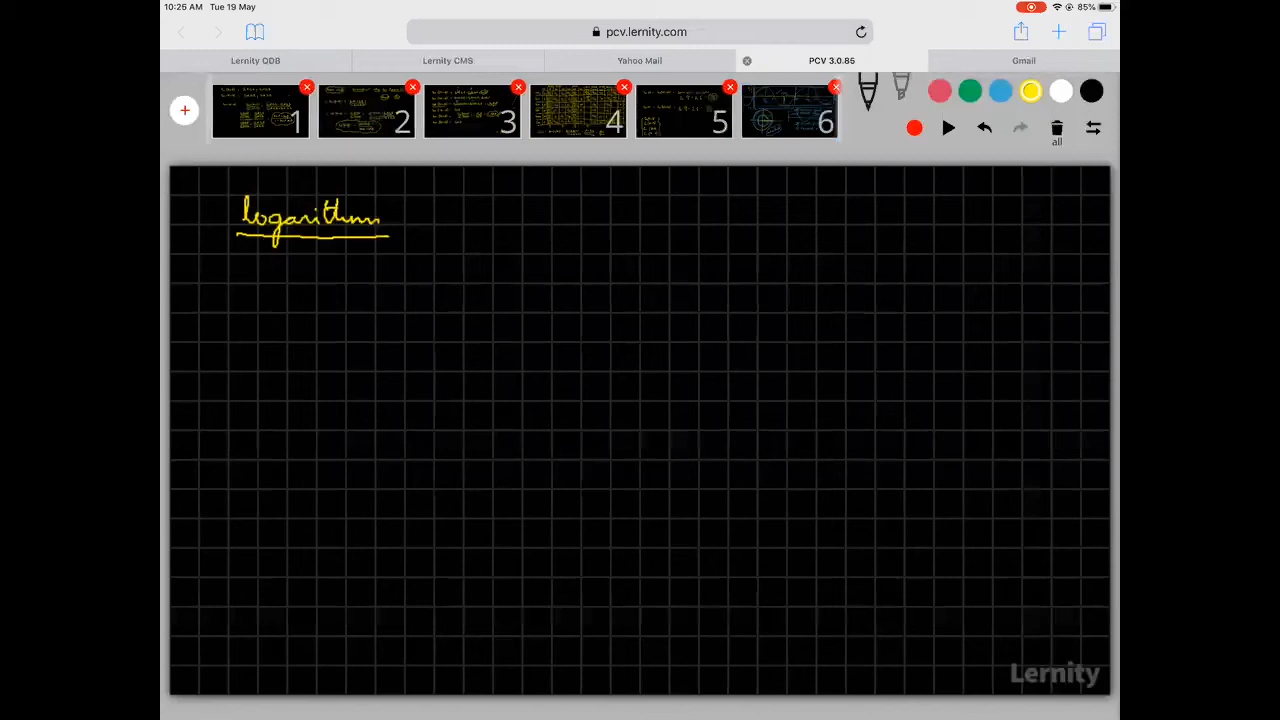 10:25 AM Tue 19 May
85%
pcv.lernity.com
Lernity QDB
Lernity CMS
Yahoo Mail
PCV 3.0.85
Gmail
1
2
3
4
5
6
all
logarithm
Lernity